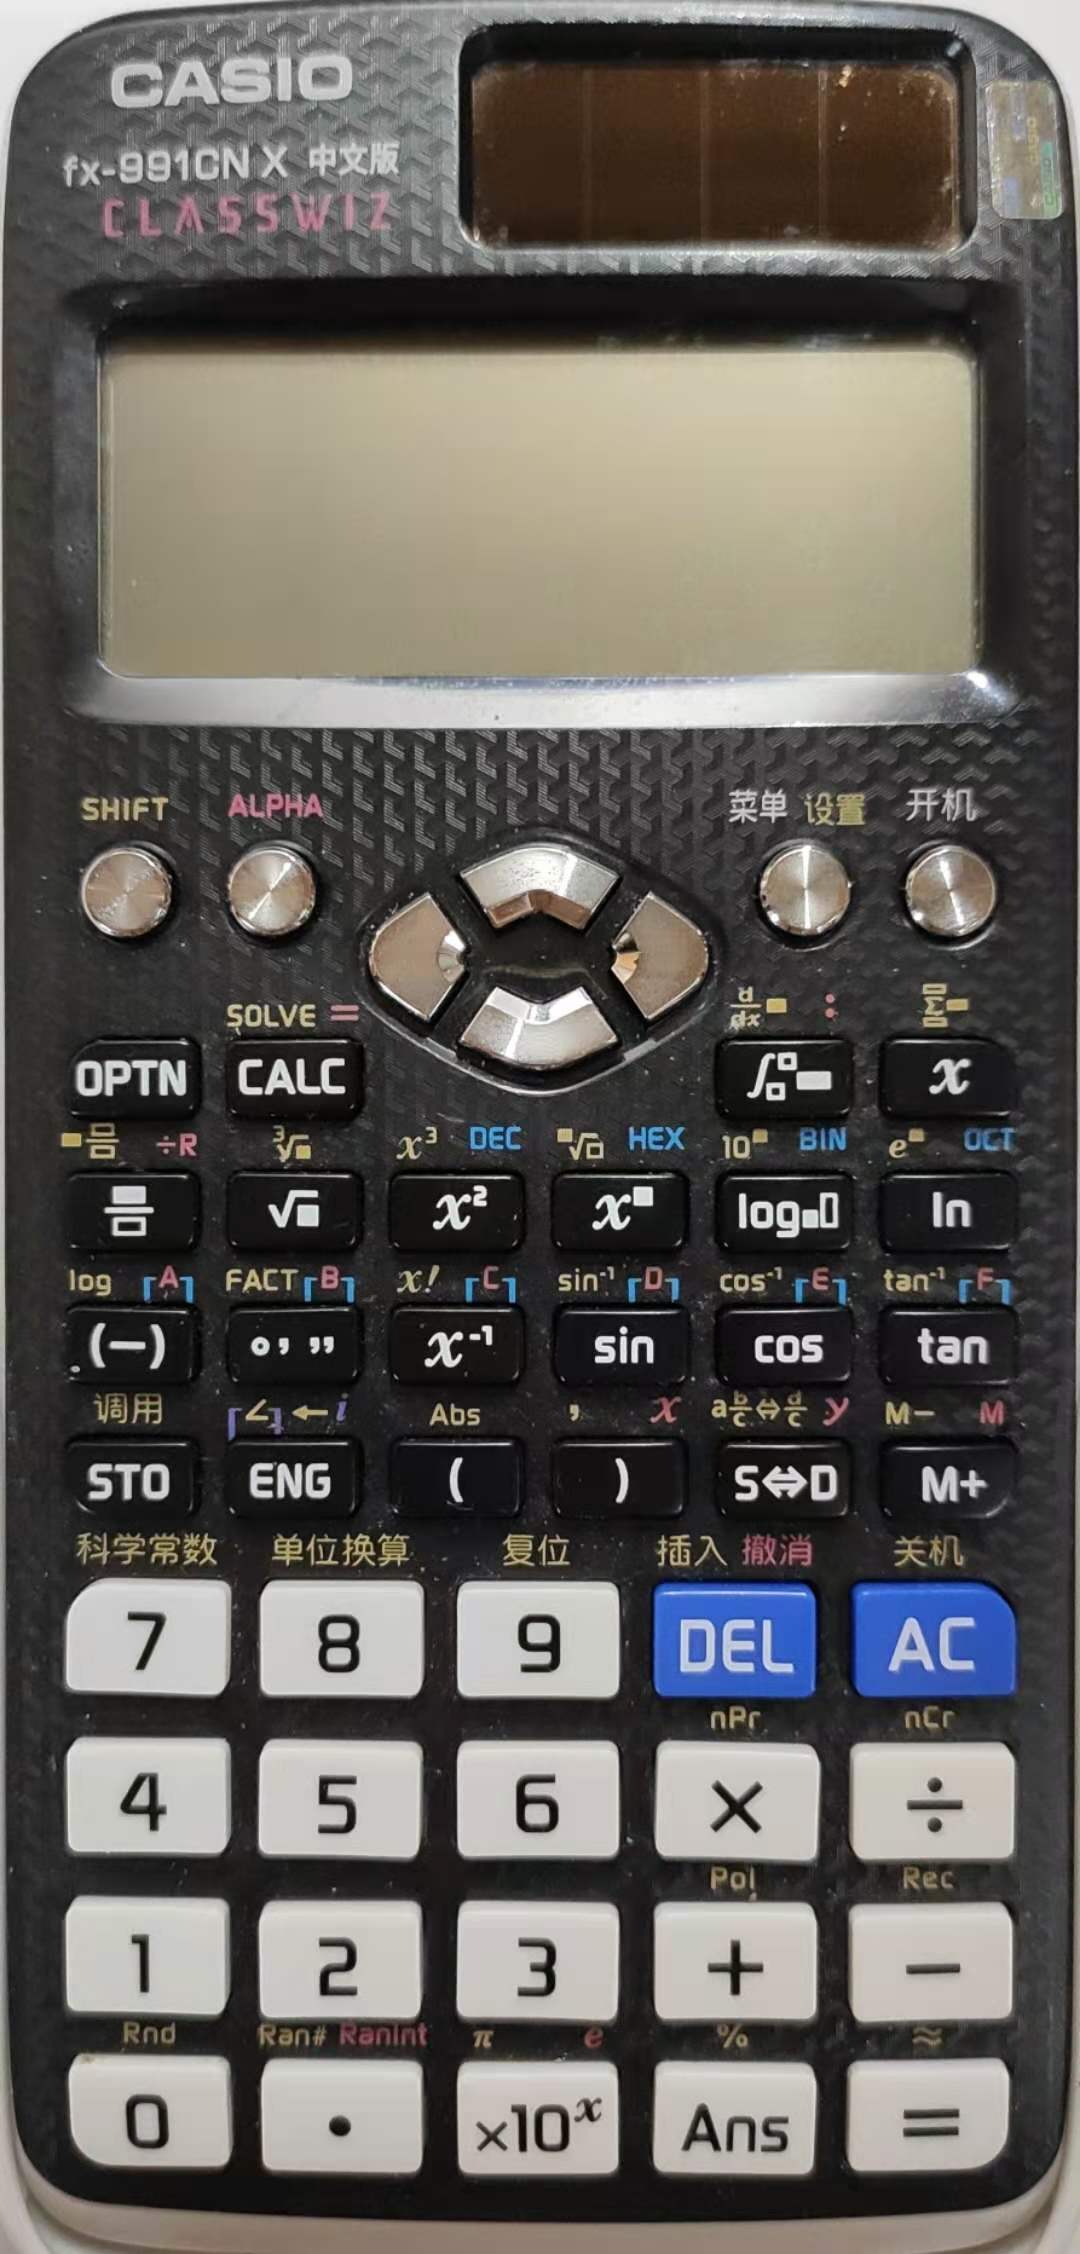 CASIO
fx-991CN X 中文版
CLASSWIZ
SHIFT ALPHA 菜单 设置 开机
SOLVE = d/dx■ : Σ■
OPTN CALC ∫■ x
■ ÷R ³√■ x³ DEC ■√□ HEX 10■ BIN e■ OCT
√■ x² x■ log■□ ln
log A FACT B x! C sin⁻¹ D cos⁻¹ E tan⁻¹ F
(−) °’” x⁻¹ sin cos tan
调用 ∠ ← i Abs , x a b/c⇔d/c y M− M
STO ENG ( ) S⇔D M+
科学常数 单位换算 复位 插入 撤消 关机
7 8 9 DEL AC
nPr nCr
4 5 6 × ÷
Pol Rec
1 2 3 + −
Rnd Ran# RanInt π e % ≈
0 • ×10ˣ Ans =